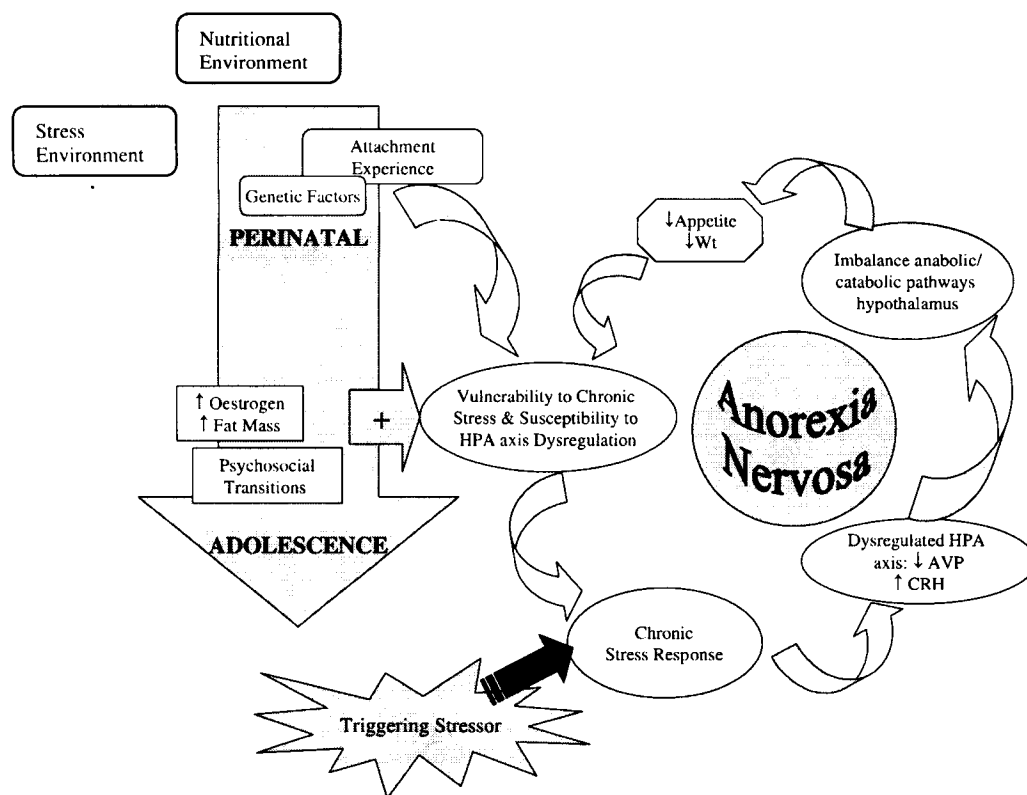 Nutritional
Environment
Stress
Environment
Attachment
Experience
Genetic Factors
PERINATAL
↓Appetite
↓Wt
Imbalance anabolic/
catabolic pathways
hypothalamus
↑ Oestrogen
↑ Fat Mass
+
Vulnerability to Chronic
Stress & Susceptibility to
HPA axis Dysregulation
Anorexia
Nervosa
Psychosocial
Transitions
ADOLESCENCE
Dysregulated HPA
axis: ↓ AVP
↑ CRH
Chronic
Stress Response
Triggering Stressor